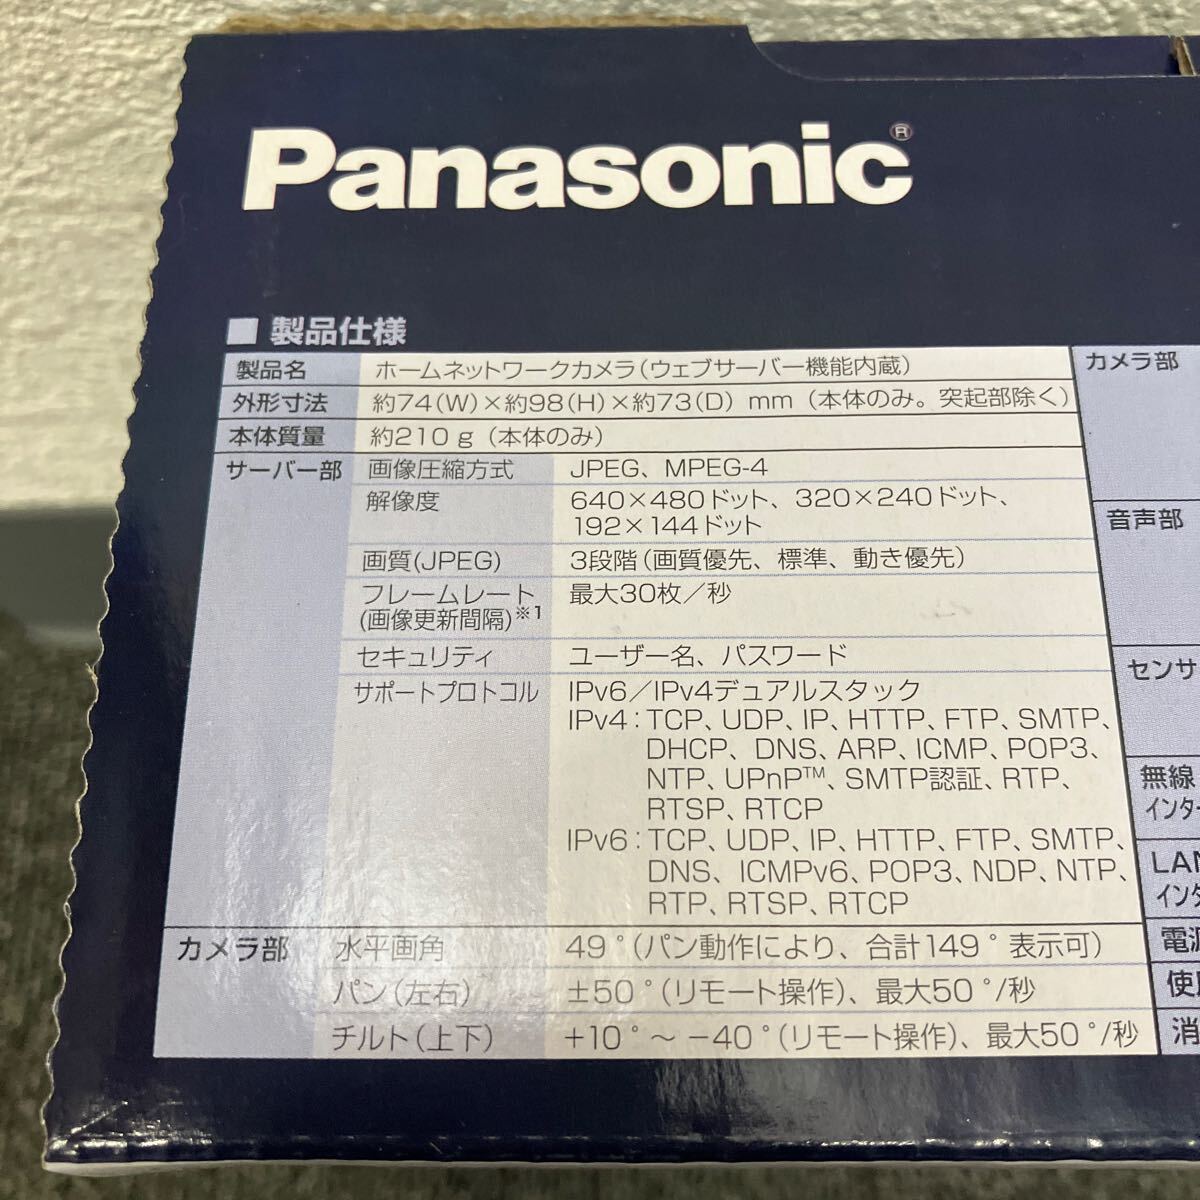 Panasonic®
■ 製品仕様
製品名 ホームネットワークカメラ（ウェブサーバー機能内蔵）
外形寸法 約74(W)×約98(H)×約73(D) mm（本体のみ。突起部除く）
本体質量 約210 g（本体のみ）
サーバー部 画像圧縮方式 JPEG、MPEG-4
解像度 640×480ドット、320×240ドット、
192×144ドット
画質(JPEG) 3段階（画質優先、標準、動き優先）
フレームレート 最大30枚／秒
(画像更新間隔)※1
セキュリティ ユーザー名、パスワード
サポートプロトコル IPv6／IPv4デュアルスタック
IPv4：TCP、UDP、IP、HTTP、FTP、SMTP、
DHCP、DNS、ARP、ICMP、POP3、
NTP、UPnP™、SMTP認証、RTP、
RTSP、RTCP
IPv6：TCP、UDP、IP、HTTP、FTP、SMTP、
DNS、ICMPv6、POP3、NDP、NTP、
RTP、RTSP、RTCP
カメラ部 水平画角 49°（パン動作により、合計149°表示可）
パン（左右） ±50°（リモート操作）、最大50°/秒
チルト（上下） +10°～ −40°（リモート操作）、最大50°/秒
カメラ部
音声部
センサ
無線
インター
LAN
インタ
電源
使
消